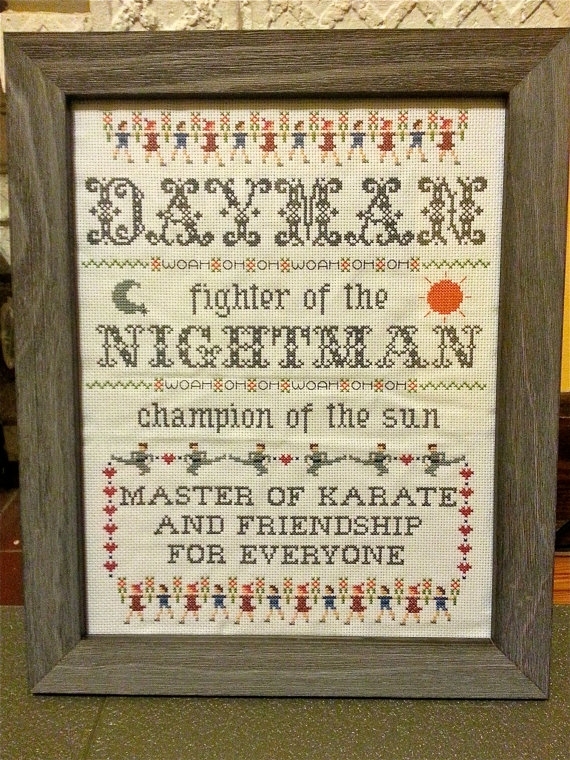 DAYMAN
WOAH OH OH WOAH OH OH
fighter of the
NIGHTMAN
WOAH OH OH WOAH OH OH
champion of the sun
MASTER OF KARATE
AND FRIENDSHIP
FOR EVERYONE